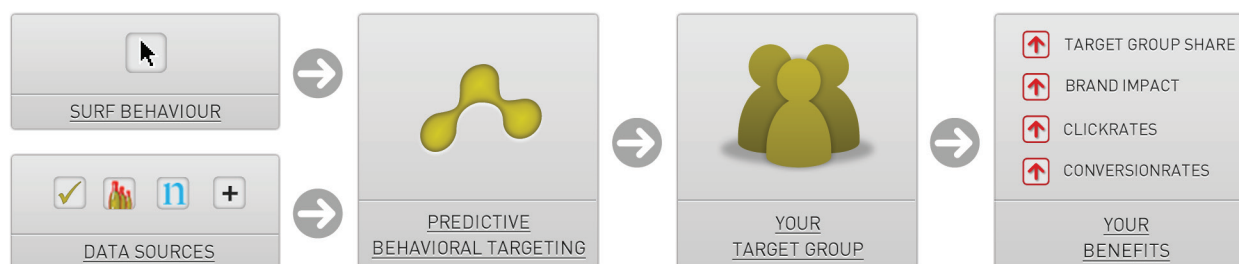 SURF BEHAVIOUR
n
+
DATA SOURCES
PREDICTIVE
BEHAVIORAL TARGETING
YOUR
TARGET GROUP
TARGET GROUP SHARE
BRAND IMPACT
CLICKRATES
CONVERSIONRATES
YOUR
BENEFITS